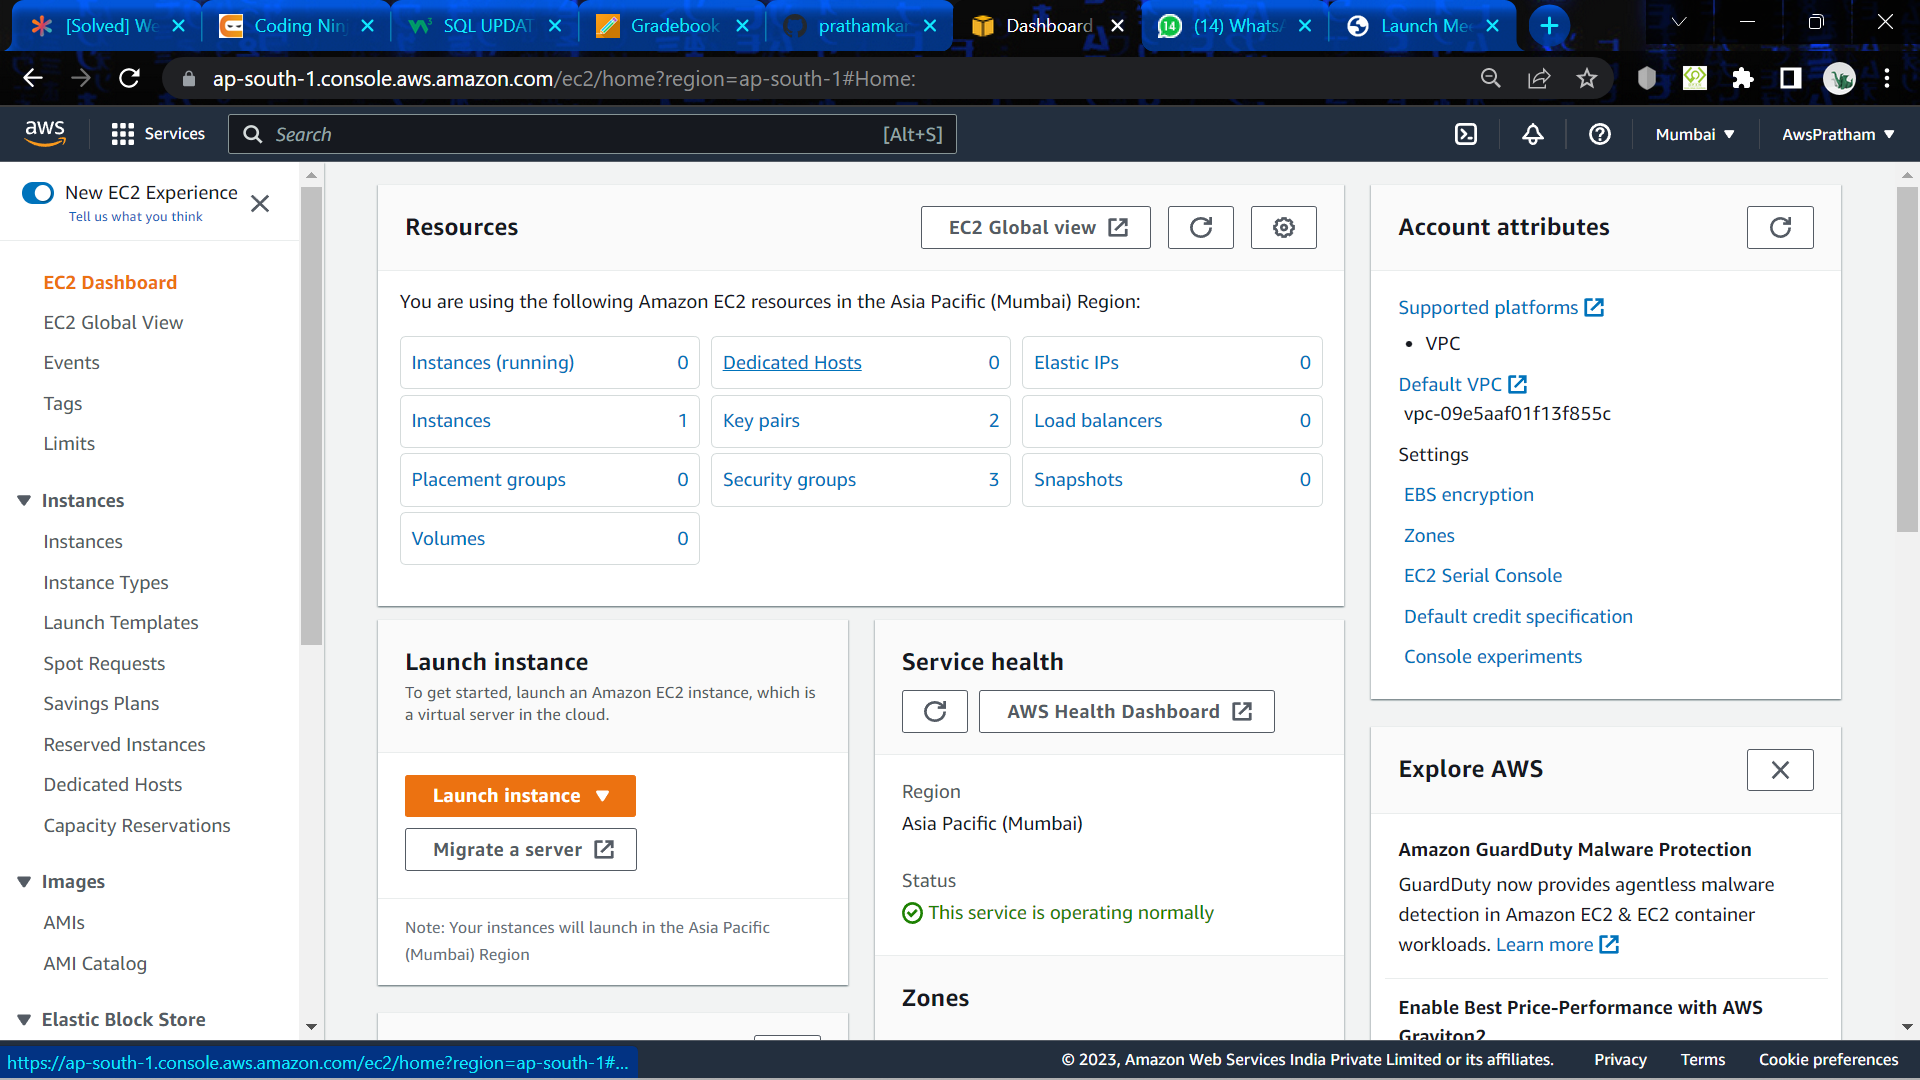 [Solved] We
Coding Nin
SQL UPDAT
Gradebook
prathamkar
Dashboard
14
(14) WhatsA
Launch Mee
ap-south-1.console.aws.amazon.com/ec2/home?region=ap-south-1#Home:
aws
Services
Search
[Alt+S]
Mumbai
AwsPratham
New EC2 Experience
Tell us what you think
EC2 Dashboard
EC2 Global View
Events
Tags
Limits
Instances
Instances
Instance Types
Launch Templates
Spot Requests
Savings Plans
Reserved Instances
Dedicated Hosts
Capacity Reservations
Images
AMIs
AMI Catalog
Elastic Block Store
Resources
EC2 Global view
You are using the following Amazon EC2 resources in the Asia Pacific (Mumbai) Region:
Instances (running) 0
Dedicated Hosts 0
Elastic IPs 0
Instances 1
Key pairs 2
Load balancers 0
Placement groups 0
Security groups 3
Snapshots 0
Volumes 0
Launch instance
To get started, launch an Amazon EC2 instance, which is
a virtual server in the cloud.
Launch instance
Migrate a server
Note: Your instances will launch in the Asia Pacific
(Mumbai) Region
Service health
AWS Health Dashboard
Region
Asia Pacific (Mumbai)
Status
This service is operating normally
Zones
Account attributes
Supported platforms
• VPC
Default VPC
vpc-09e5aaf01f13f855c
Settings
EBS encryption
Zones
EC2 Serial Console
Default credit specification
Console experiments
Explore AWS
Amazon GuardDuty Malware Protection
GuardDuty now provides agentless malware
detection in Amazon EC2 & EC2 container
workloads. Learn more
Enable Best Price-Performance with AWS
Graviton2
https://ap-south-1.console.aws.amazon.com/ec2/home?region=ap-south-1#...
© 2023, Amazon Web Services India Private Limited or its affiliates.
Privacy
Terms
Cookie preferences